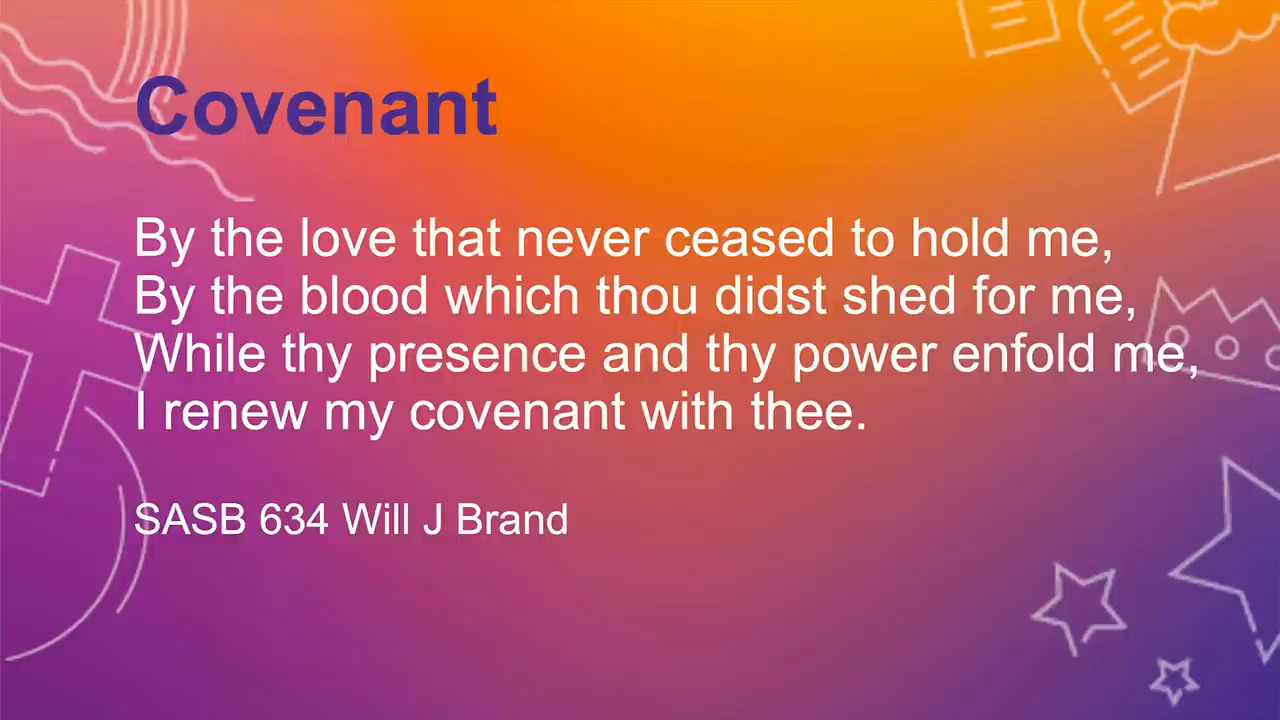 Covenant
By the love that never ceased to hold me,
By the blood which thou didst shed for me,
While thy presence and thy power enfold me,
I renew my covenant with thee.
SASB 634 Will J Brand